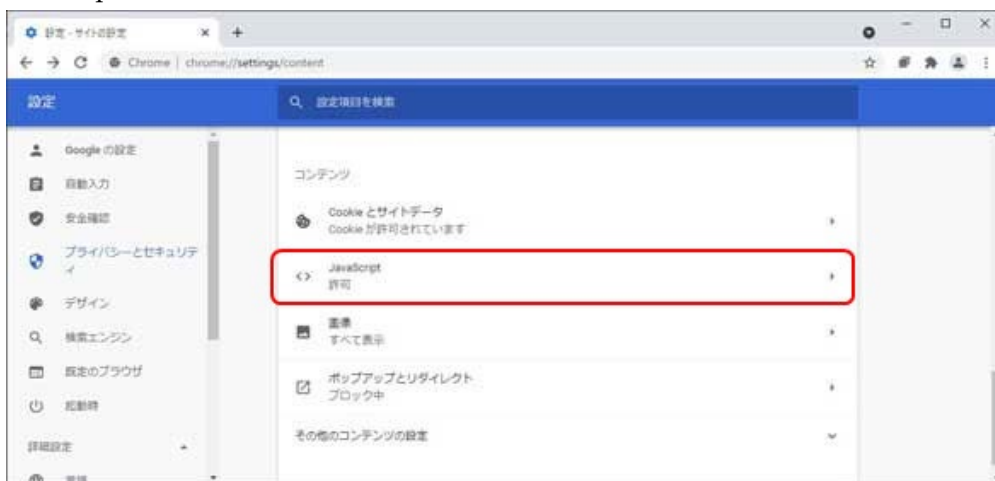 設定 - サイトの設定
Chrome | chrome://settings/content
設定
設定項目を検索
Google の設定
自動入力
安全確認
プライバシーとセキュリテ
ィ
デザイン
検索エンジン
既定のブラウザ
起動時
詳細設定
コンテンツ
Cookie とサイトデータ
Cookie が許可されています
JavaScript
許可
画像
すべて表示
ポップアップとリダイレクト
ブロック中
その他のコンテンツの設定